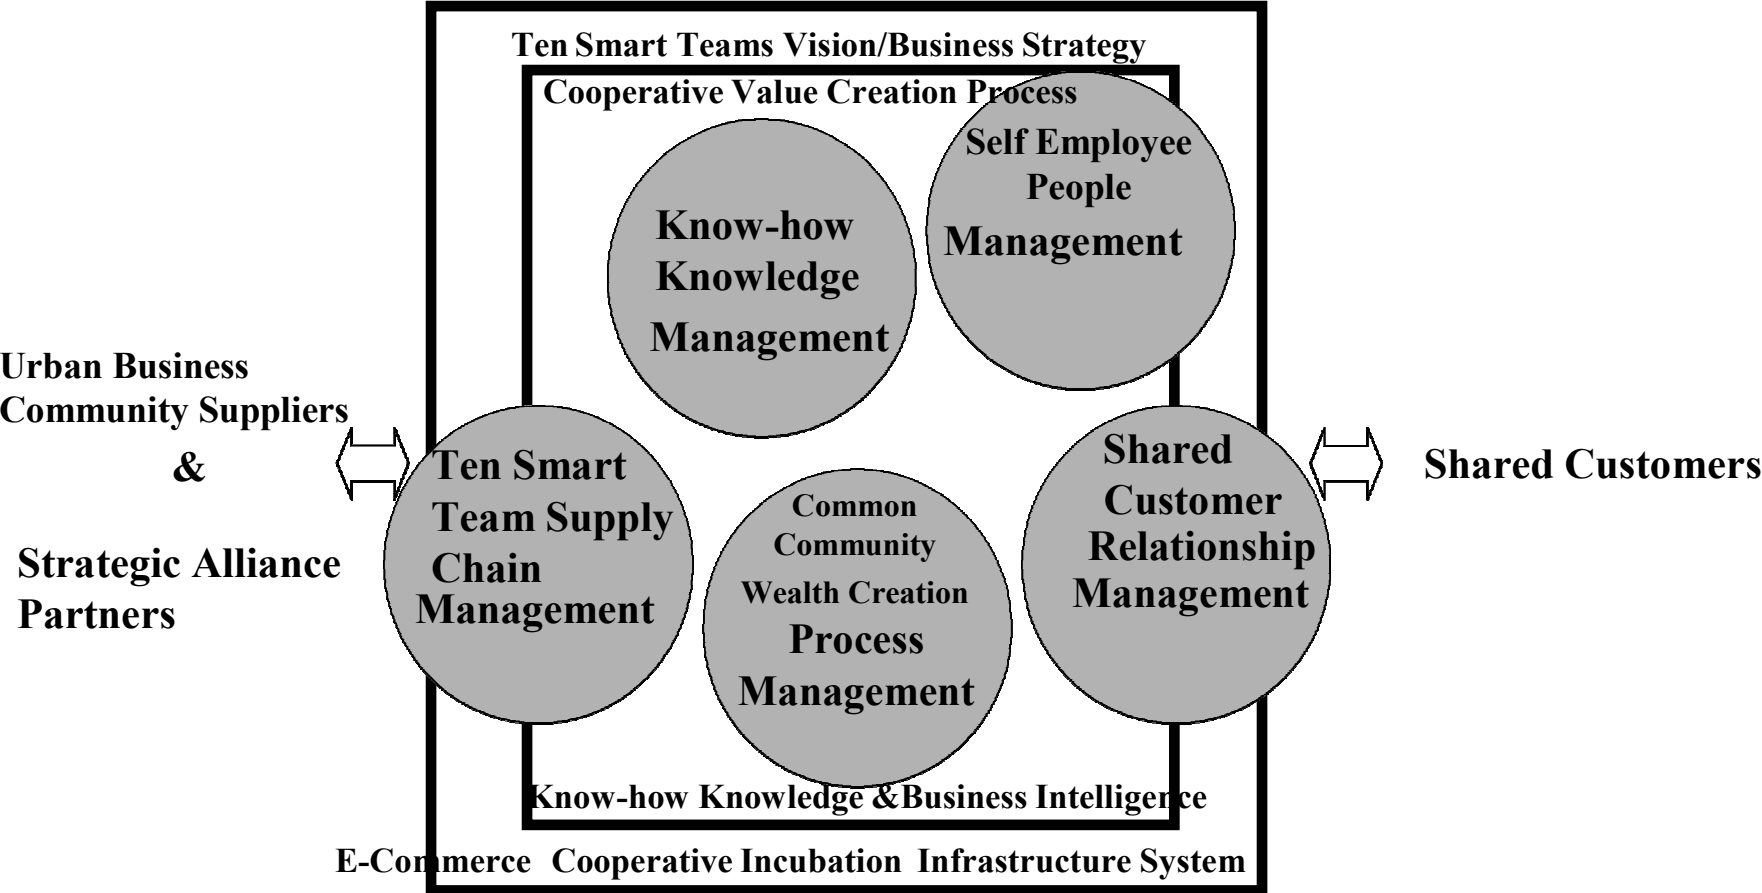 Ten Smart Teams Vision/Business Strategy
Cooperative Value Creation Process
Self Employee
People
Management
Know-how
Knowledge
Management
Urban Business
Community Suppliers
&
Strategic Alliance
Partners
Ten Smart
Team Supply
Chain
Management
Common
Community
Wealth Creation
Process
Management
Shared
Customer
Relationship
Management
Shared Customers
Know-how Knowledge &Business Intelligence
E-Commerce Cooperative Incubation Infrastructure System